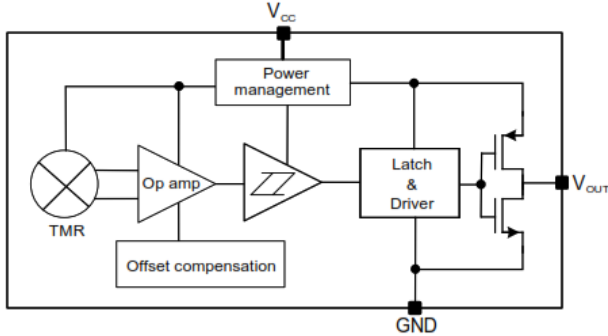 VCC
Power
management
Op amp
TMR
Latch
&
Driver
VOUT
Offset compensation
GND